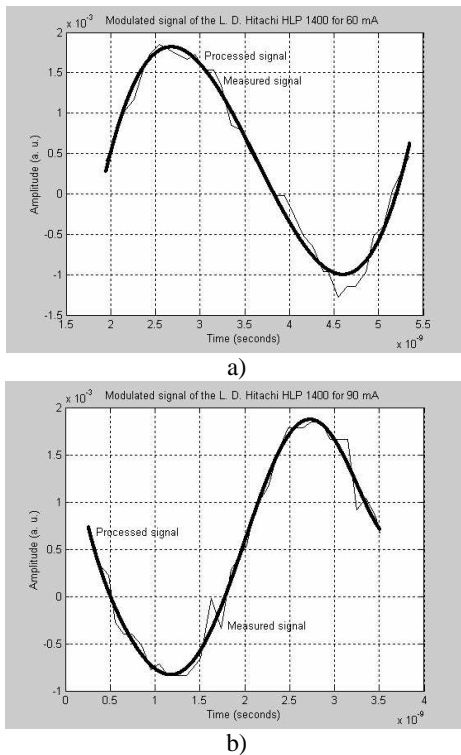 x 10⁻³
Modulated signal of the L. D. Hitachi HLP 1400 for 60 mA
2
1.5
1
0.5
0
-0.5
-1
-1.5
Amplitude (a. u.)
Processed signal
Measured signal
1.5 2 2.5 3 3.5 4 4.5 5 5.5
Time (seconds)
x 10⁻⁹
a)
x 10⁻³
Modulated signal of the L. D. Hitachi HLP 1400 for 90 mA
2
1.5
1
0.5
0
-0.5
-1
Amplitude (a. u.)
Processed signal
Measured signal
0 0.5 1 1.5 2 2.5 3 3.5 4
Time (seconds)
x 10⁻⁹
b)